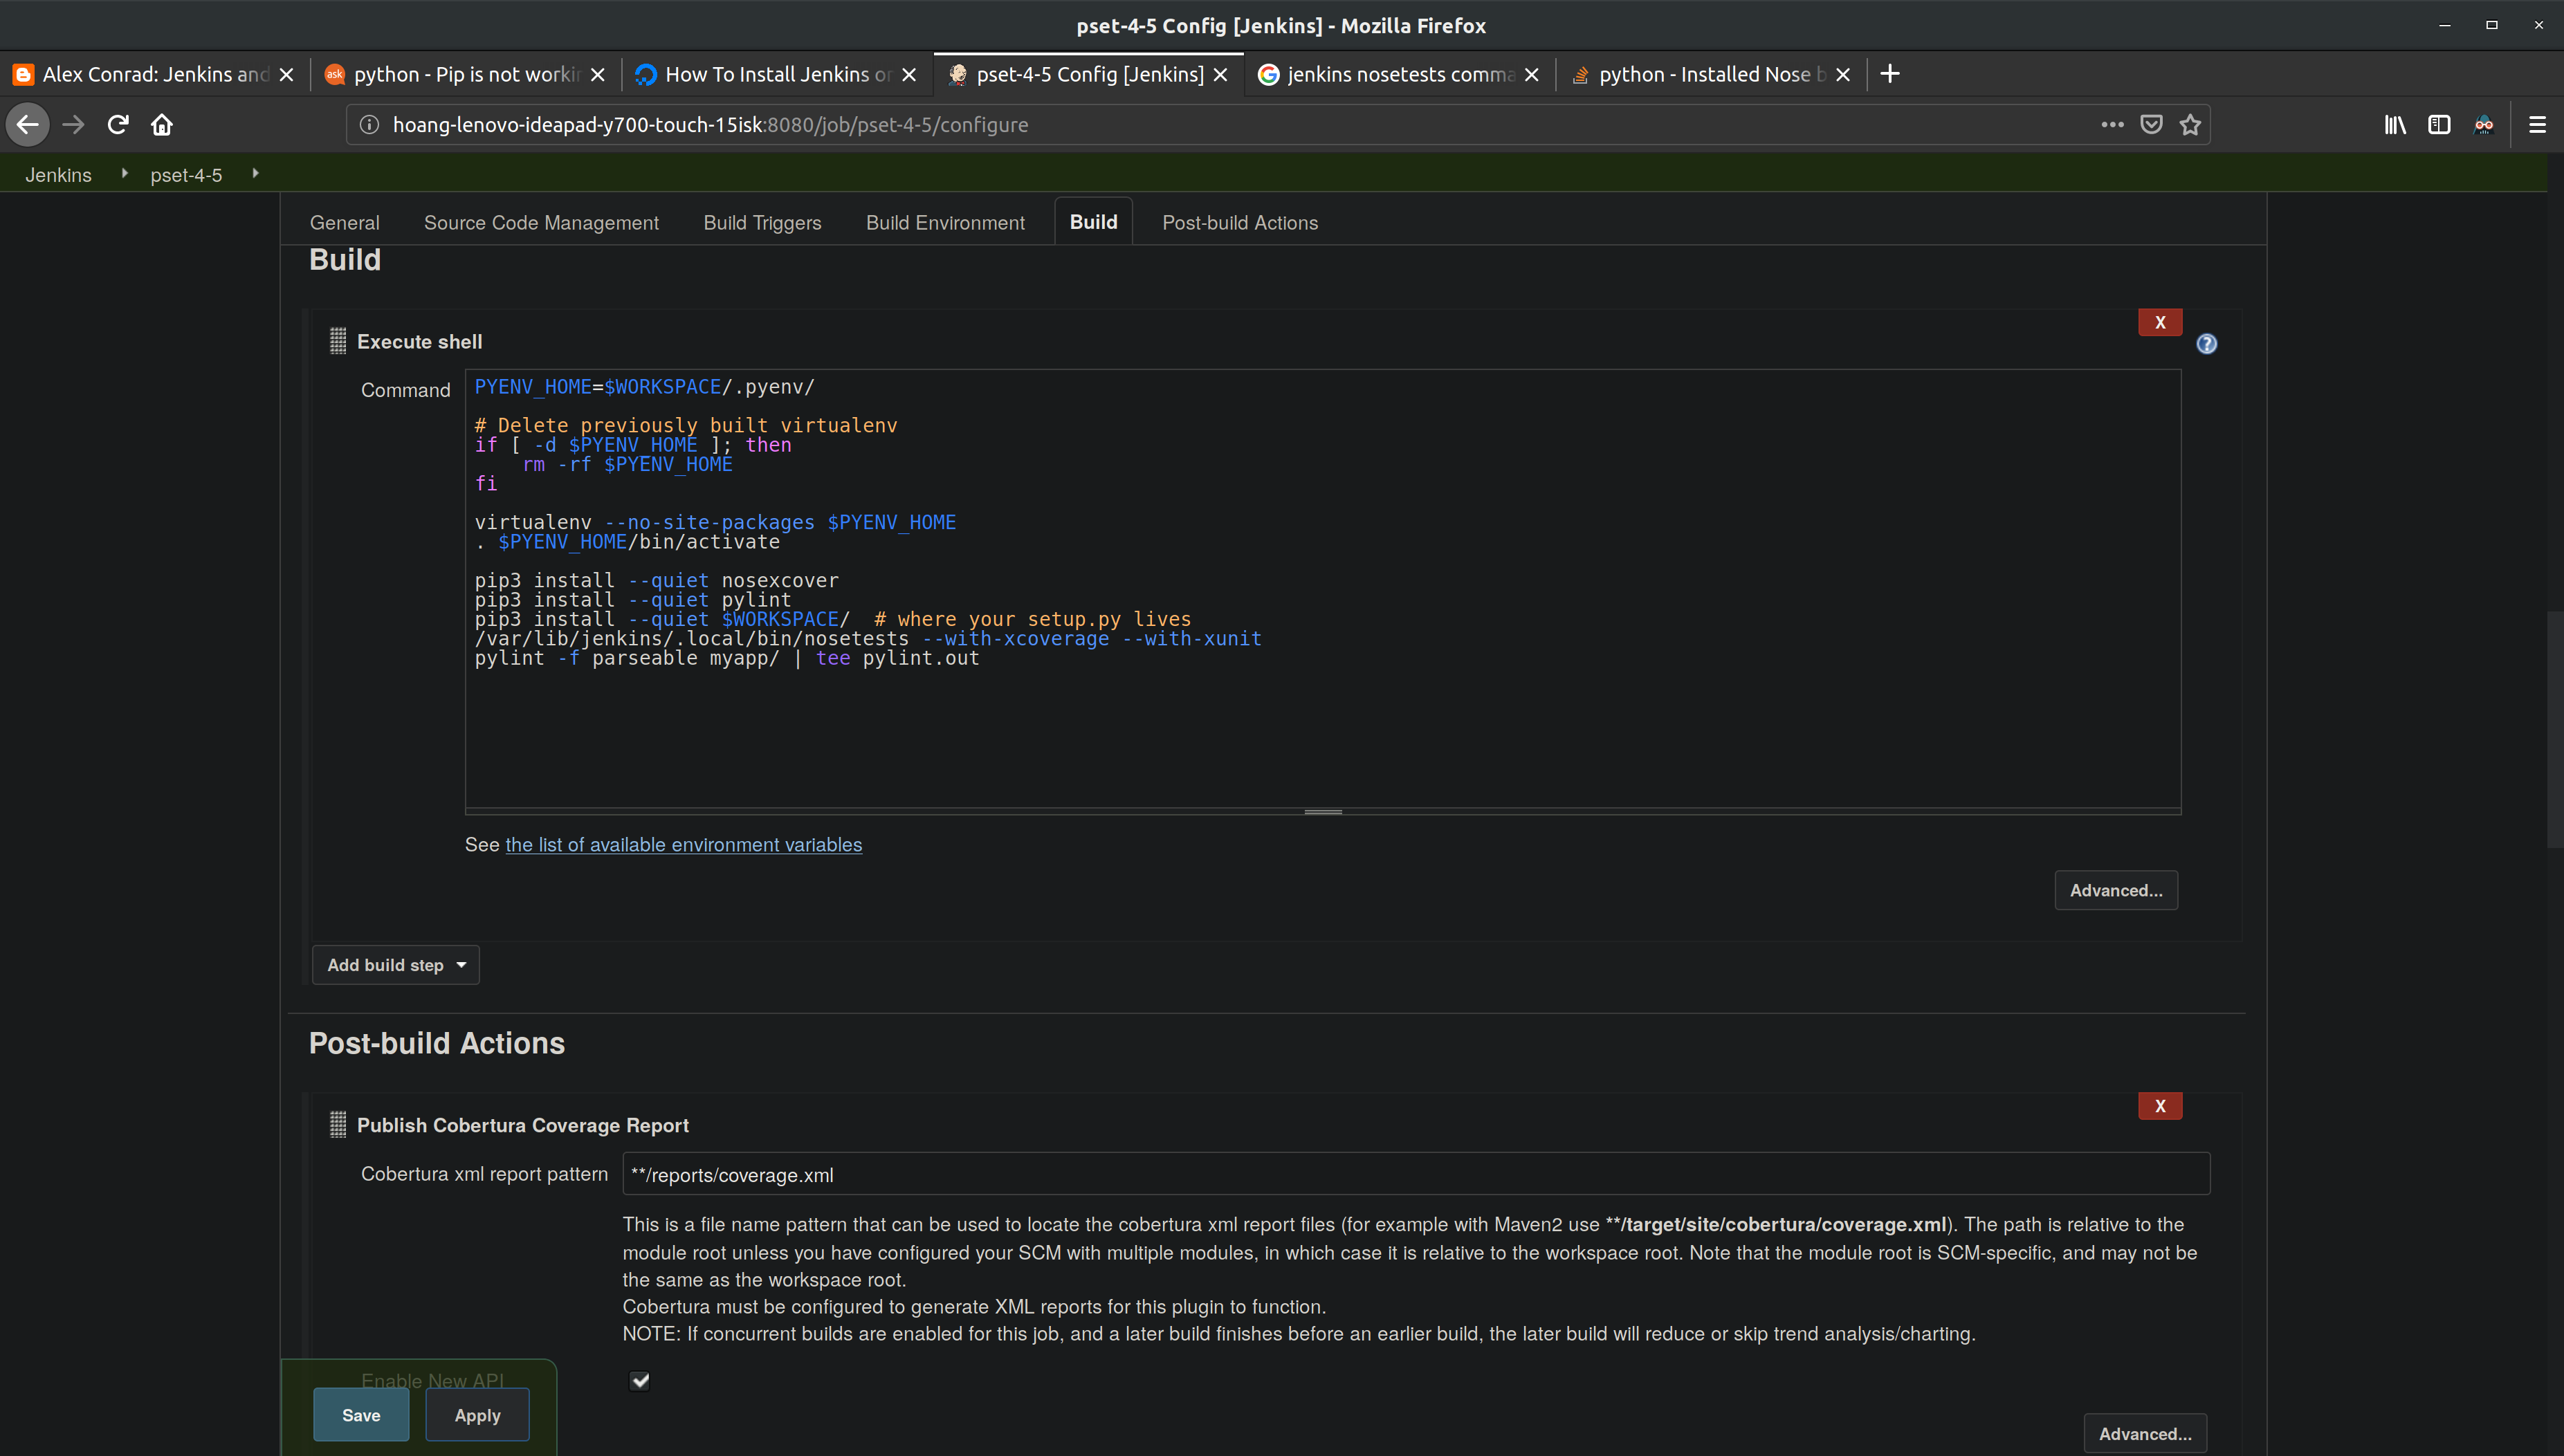 pset-4-5 Config [Jenkins] - Mozilla Firefox
Alex Conrad: Jenkins and
ask python - Pip is not workin
How To Install Jenkins or
pset-4-5 Config [Jenkins]
jenkins nosetests comma
python - Installed Nose b
hoang-lenovo-ideapad-y700-touch-15isk:8080/job/pset-4-5/configure
Jenkins
pset-4-5
General
Source Code Management
Build Triggers
Build Environment
Build
Post-build Actions
Build
X
Execute shell
?
Command
PYENV_HOME=$WORKSPACE/.pyenv/
# Delete previously built virtualenv
if [ -d $PYENV_HOME ]; then
    rm -rf $PYENV_HOME
fi
virtualenv --no-site-packages $PYENV_HOME
. $PYENV_HOME/bin/activate
pip3 install --quiet nosexcover
pip3 install --quiet pylint
pip3 install --quiet $WORKSPACE/  # where your setup.py lives
/var/lib/jenkins/.local/bin/nosetests --with-xcoverage --with-xunit
pylint -f parseable myapp/ | tee pylint.out
See the list of available environment variables
Advanced...
Add build step
Post-build Actions
X
Publish Cobertura Coverage Report
Cobertura xml report pattern
**/reports/coverage.xml
This is a file name pattern that can be used to locate the cobertura xml report files (for example with Maven2 use **/target/site/cobertura/coverage.xml). The path is relative to the
module root unless you have configured your SCM with multiple modules, in which case it is relative to the workspace root. Note that the module root is SCM-specific, and may not be
the same as the workspace root.
Cobertura must be configured to generate XML reports for this plugin to function.
NOTE: If concurrent builds are enabled for this job, and a later build finishes before an earlier build, the later build will reduce or skip trend analysis/charting.
Enable New API
Save
Apply
Advanced...